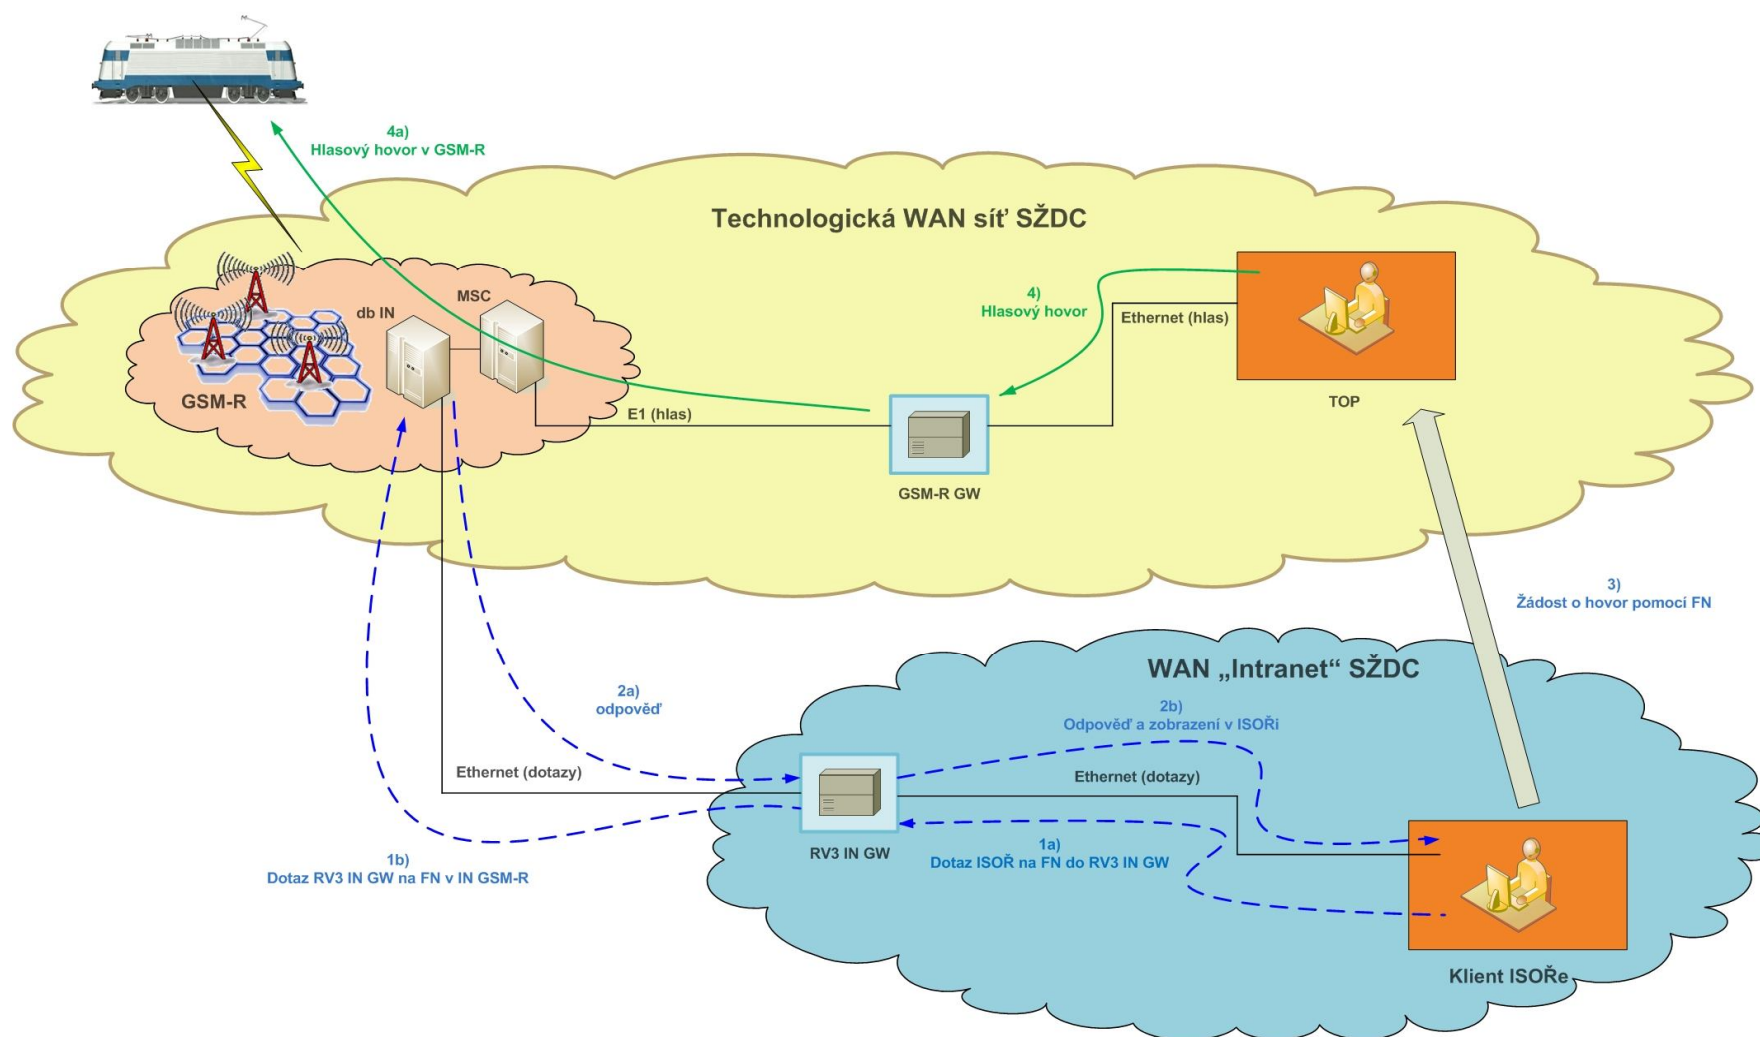 4a)
Hlasový hovor v GSM-R
Technologická WAN síť SŽDC
MSC
db IN
4)
Hlasový hovor
Ethernet (hlas)
GSM-R
E1 (hlas)
TOP
GSM-R GW
3)
Žádost o hovor pomocí FN
WAN „Intranet“ SŽDC
2a)
odpověď
2b)
Odpověď a zobrazení v ISOŘi
Ethernet (dotazy)
Ethernet (dotazy)
RV3 IN GW
1a)
Dotaz ISOŘ na FN do RV3 IN GW
1b)
Dotaz RV3 IN GW na FN v IN GSM-R
Klient ISOŘe